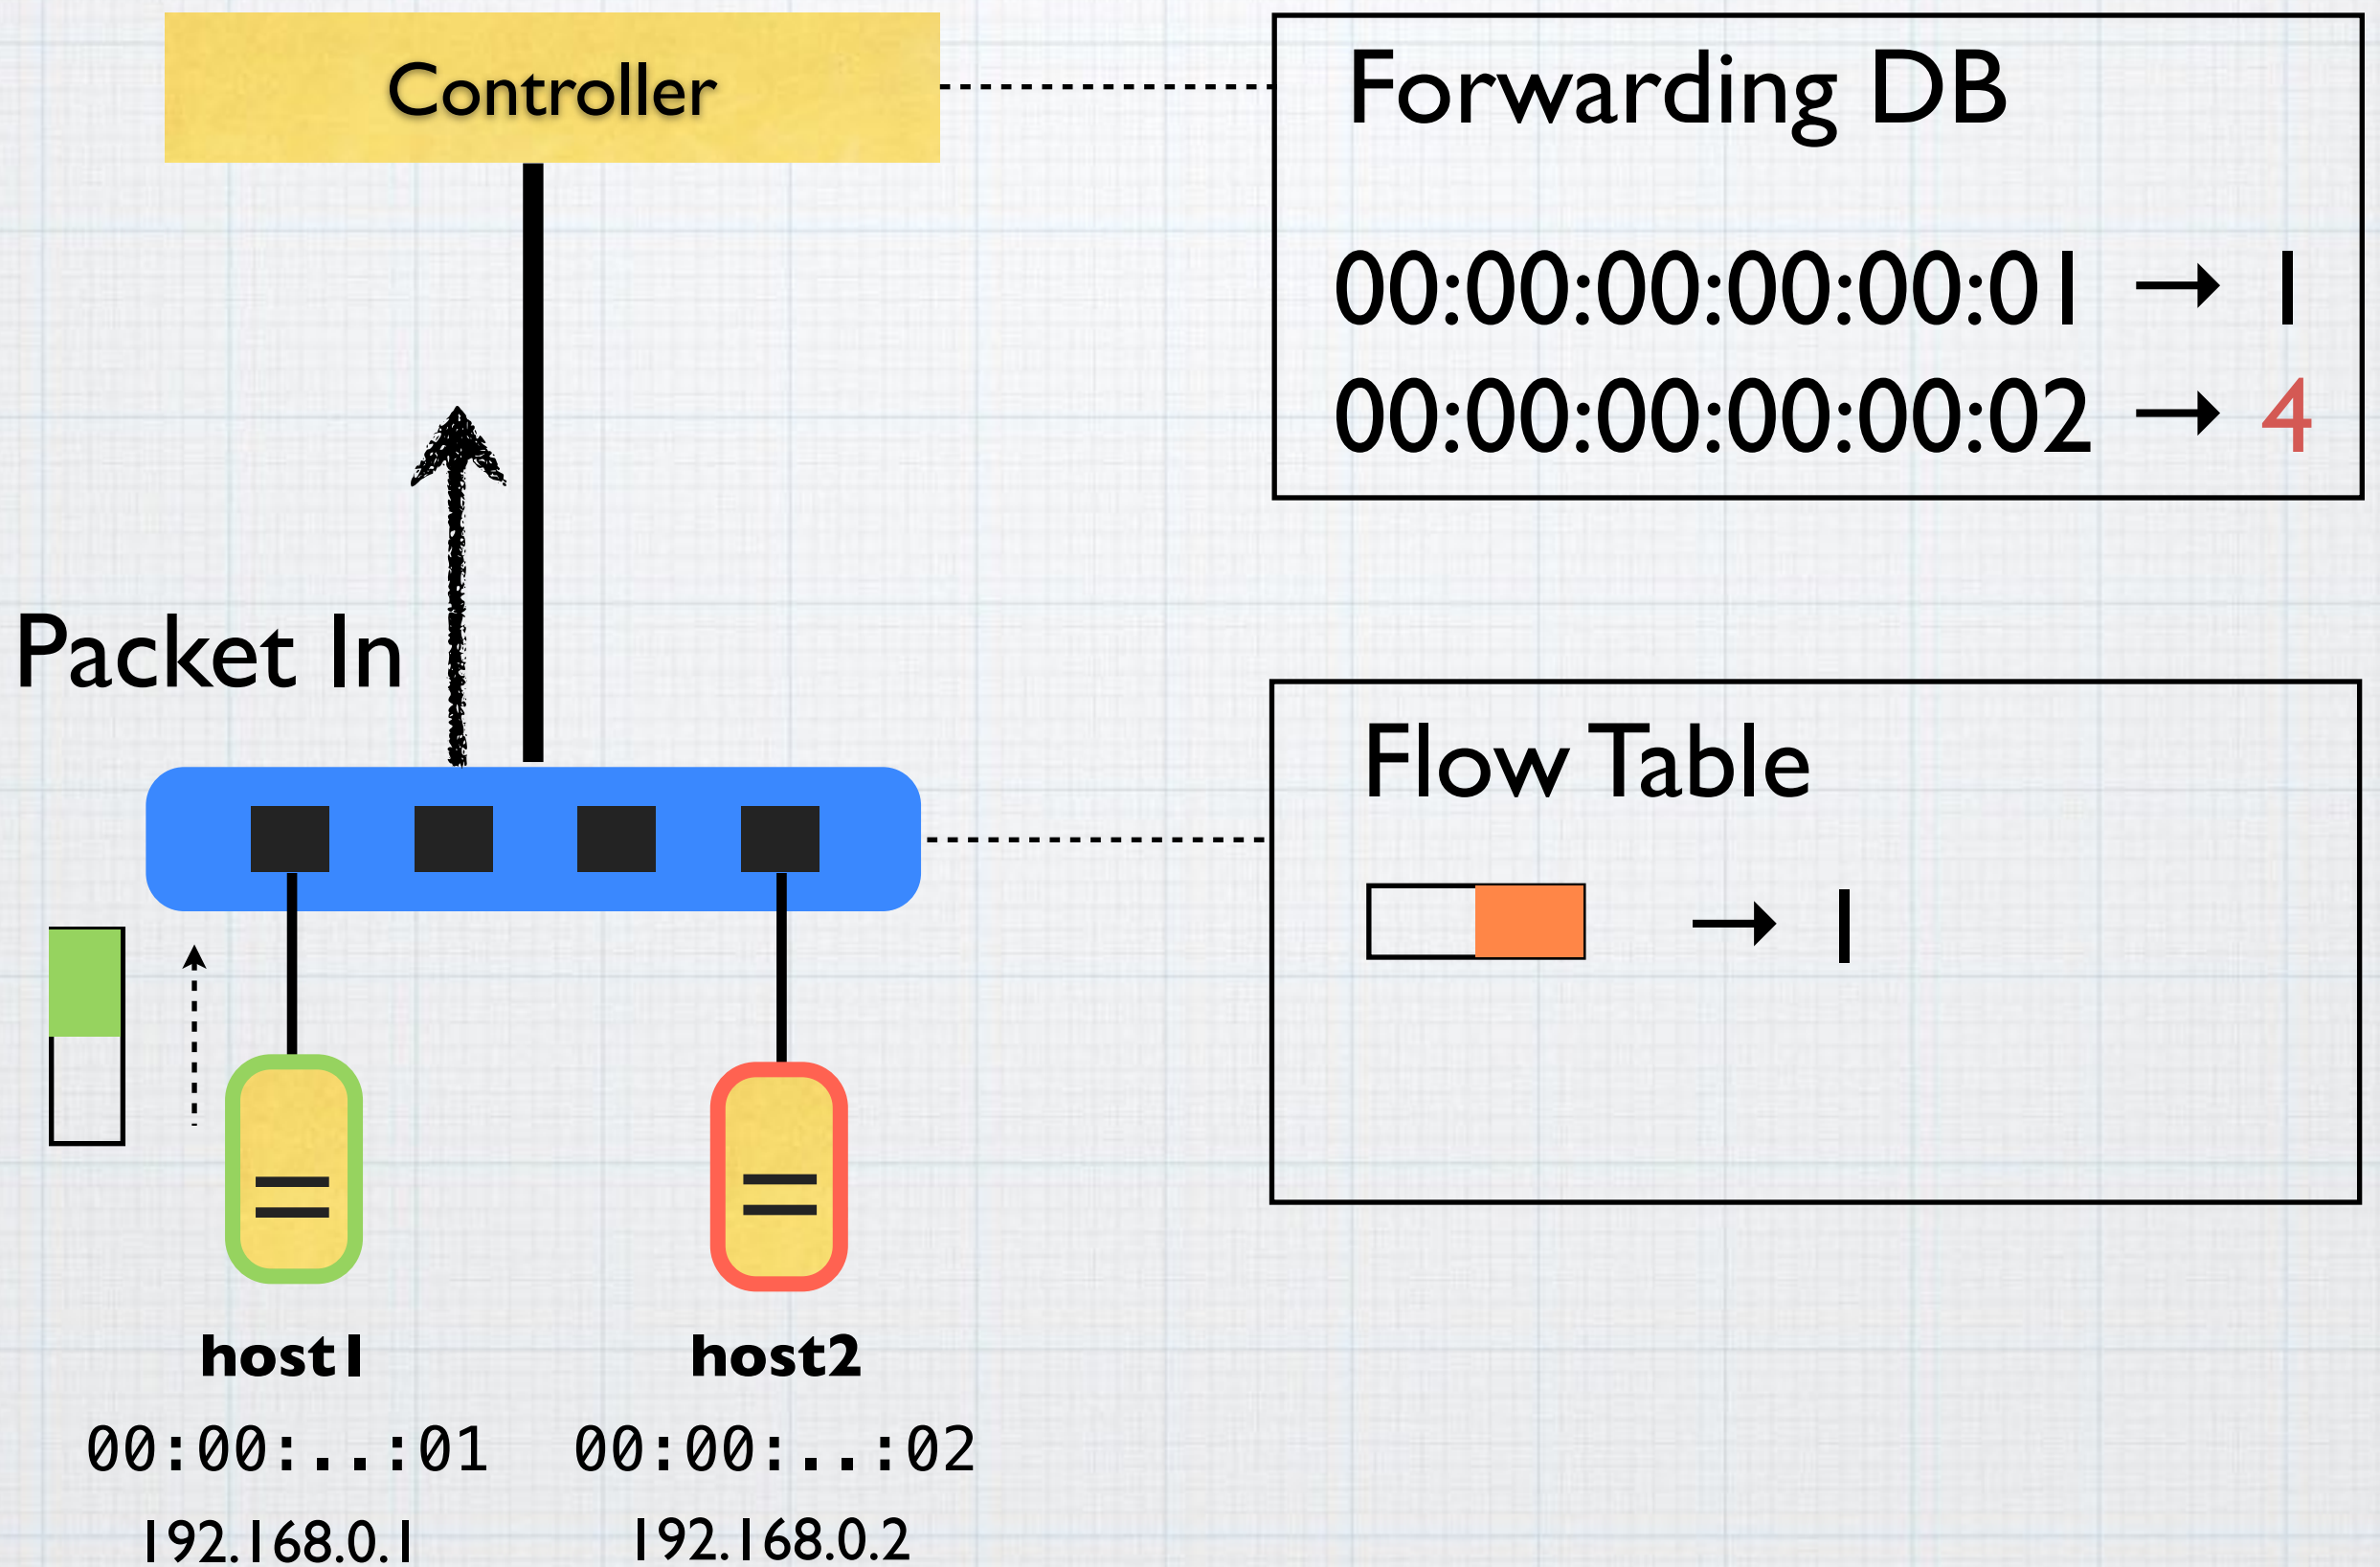 Controller
Forwarding DB
00:00:00:00:00:01 → 1
00:00:00:00:00:02 → 4
Packet In
Flow Table
→ 1
host1
host2
00:00:..:01
00:00:..:02
192.168.0.1
192.168.0.2